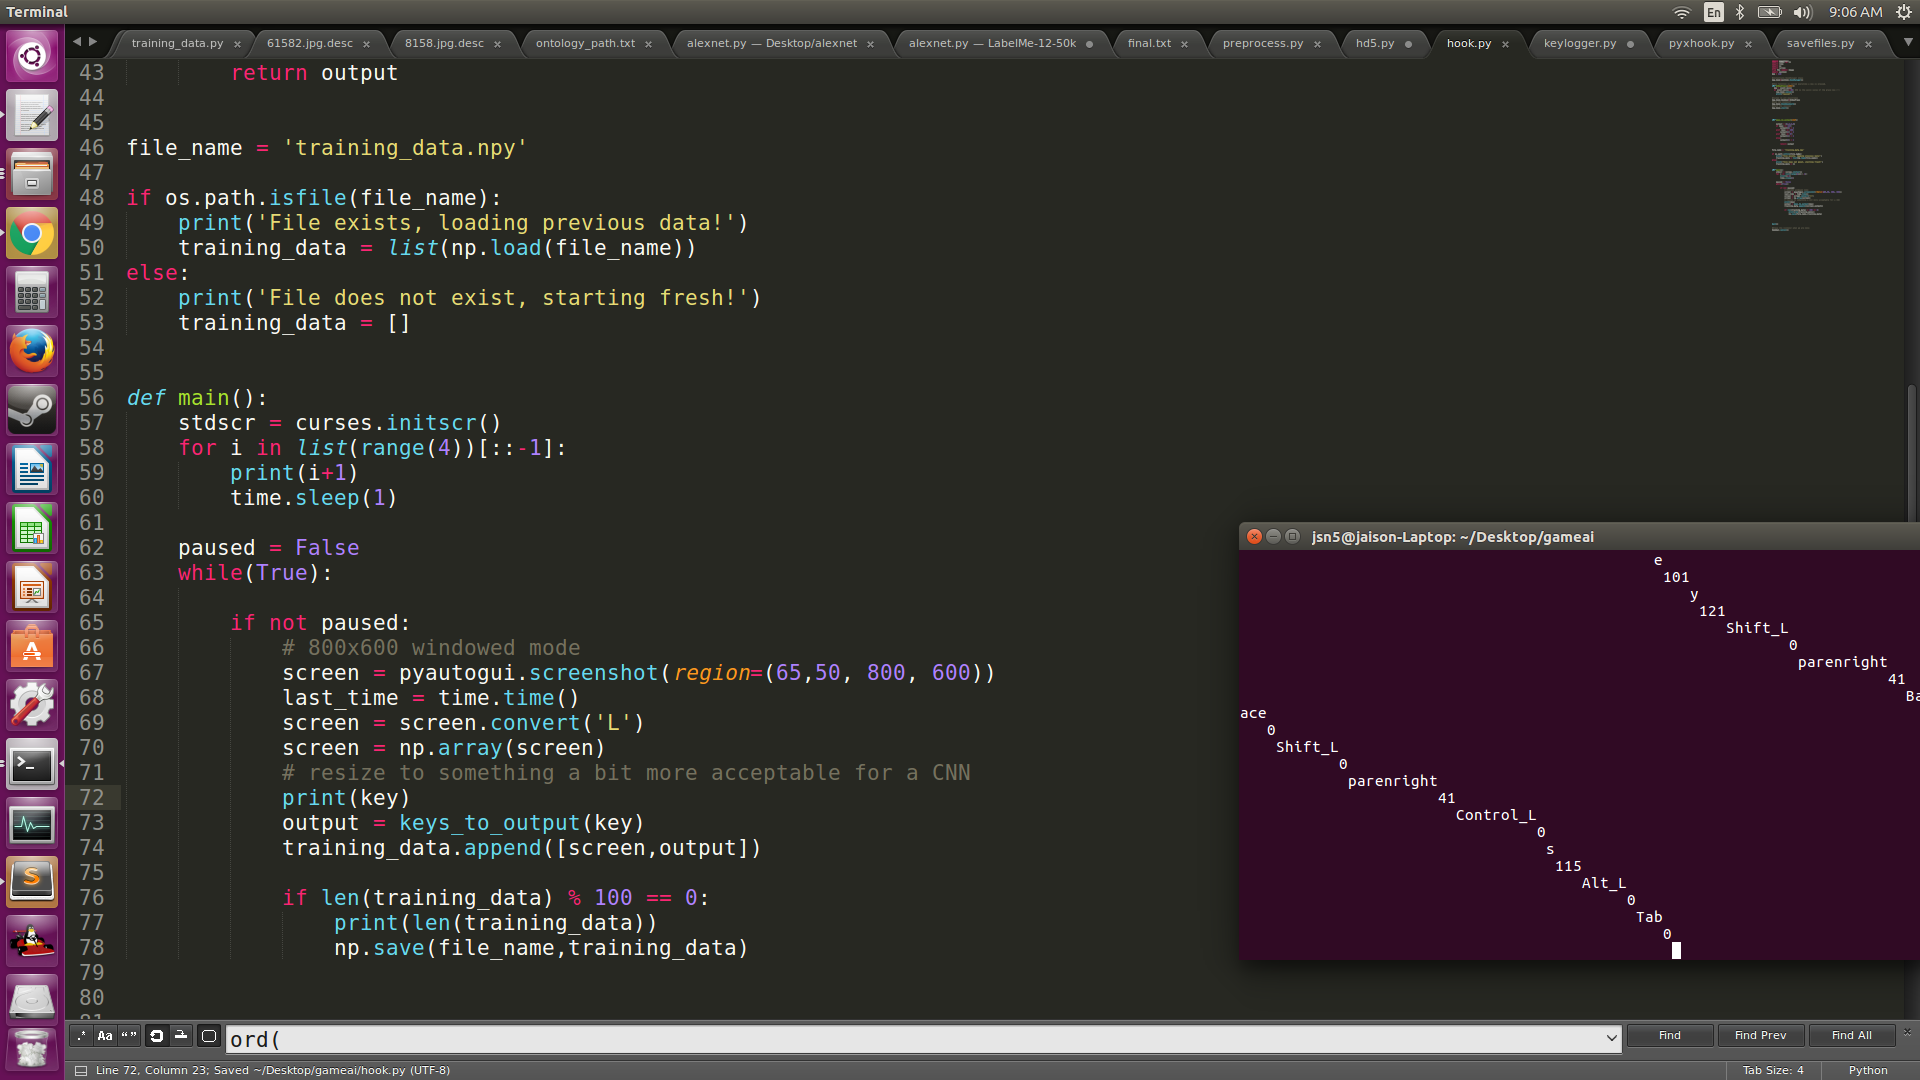 Terminal
En
9:06 AM
training_data.py
61582.jpg.desc
8158.jpg.desc
ontology_path.txt
alexnet.py — Desktop/alexnet
alexnet.py — LabelMe-12-50k
final.txt
preprocess.py
hd5.py
hook.py
keylogger.py
pyxhook.py
savefiles.py
43 return output
44
45
46 file_name = 'training_data.npy'
47
48 if os.path.isfile(file_name):
49 print('File exists, loading previous data!')
50 training_data = list(np.load(file_name))
51 else:
52 print('File does not exist, starting fresh!')
53 training_data = []
54
55
56 def main():
57 stdscr = curses.initscr()
58 for i in list(range(4))[::-1]:
59 print(i+1)
60 time.sleep(1)
61
62 paused = False
63 while(True):
64
65 if not paused:
66 # 800x600 windowed mode
67 screen = pyautogui.screenshot(region=(65,50, 800, 600))
68 last_time = time.time()
69 screen = screen.convert('L')
70 screen = np.array(screen)
71 # resize to something a bit more acceptable for a CNN
72 print(key)
73 output = keys_to_output(key)
74 training_data.append([screen,output])
75
76 if len(training_data) % 100 == 0:
77 print(len(training_data))
78 np.save(file_name,training_data)
79
80
81
jsn5@jaison-Laptop: ~/Desktop/gameai
e
101
y
121
Shift_L
0
parenright
41
Ba
ace
0
Shift_L
0
parenright
41
Control_L
0
s
115
Alt_L
0
Tab
0
.* Aa “ ”
ord(
Find
Find Prev
Find All
Line 72, Column 23; Saved ~/Desktop/gameai/hook.py (UTF-8)
Tab Size: 4
Python